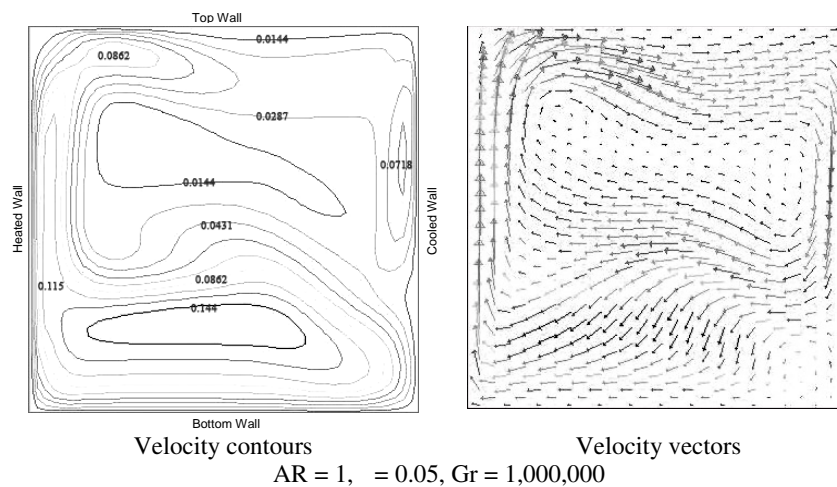 Top Wall
0.0144
0.0862
0.0287
0.0718
0.0144
Heated Wall
Cooled Wall
0.0431
0.115
0.0862
0.144
Bottom Wall
Velocity contours
Velocity vectors
AR = 1, = 0.05, Gr = 1,000,000